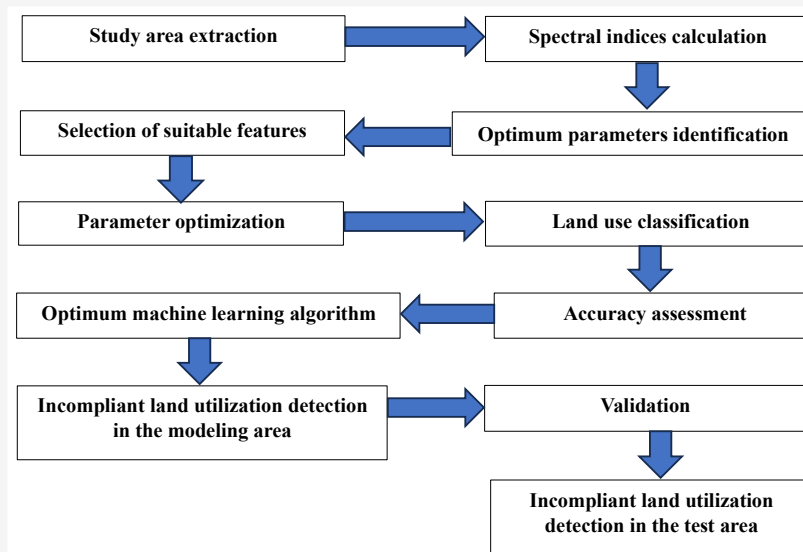 Study area extraction
Spectral indices calculation
Selection of suitable features
Optimum parameters identification
Parameter optimization
Land use classification
Optimum machine learning algorithm
Accuracy assessment
Incompliant land utilization detection
in the modeling area
Validation
Incompliant land utilization
detection in the test area